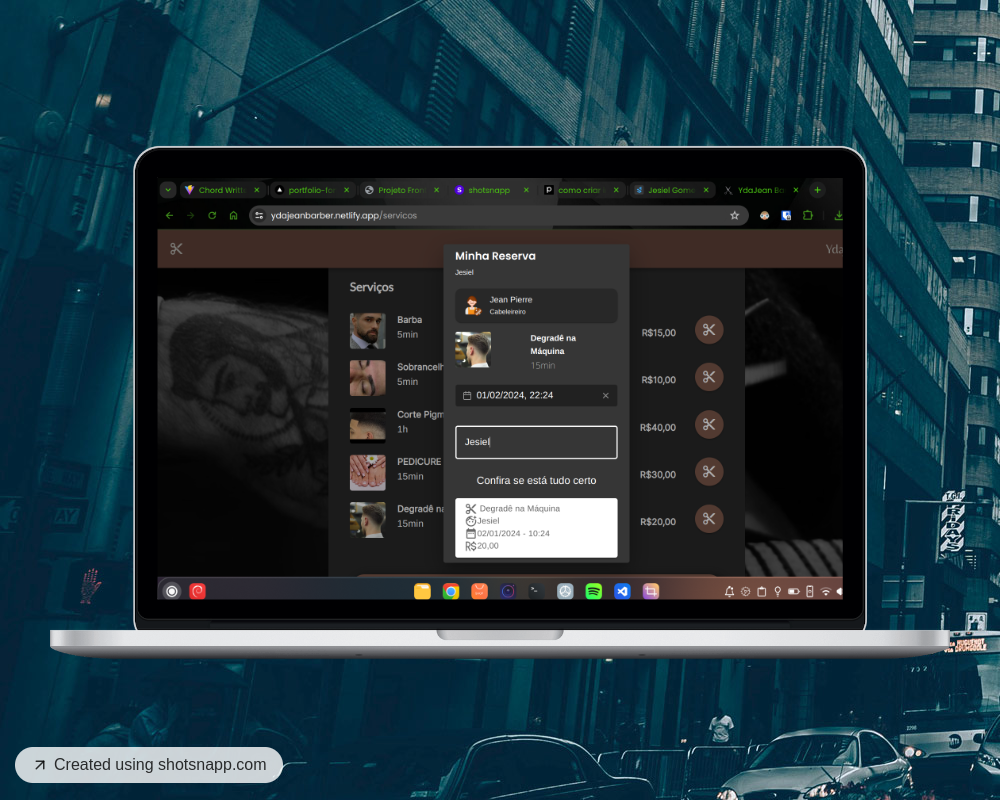 Chord Writ
portfolio-fo
Projeto Fron
shotsnapp
como criar
Jesiel Gome
YdaJean Ba
ydajeanbarber.netlify.app/servicos
Yda
Minha Reserva
Jesiel
Jean Pierre
Cabeleireiro
Degradê na
Máquina
15min
01/02/2024, 22:24
Jesiel
Confira se está tudo certo
Degradê na Máquina
Jesiel
02/01/2024 - 10:24
R$20,00
Serviços
Barba
5min
R$15,00
Sobrancelh
5min
R$10,00
Corte Pigm
1h
R$40,00
PEDICURE
15min
R$30,00
Degradê na
15min
R$20,00
T.G.I.
FRIDAYS
Created using shotsnapp.com